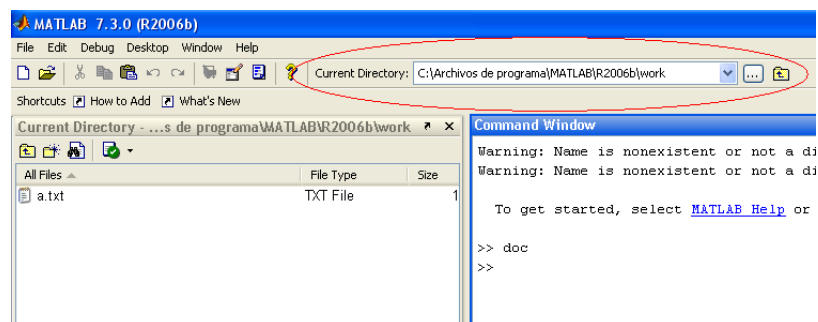 MATLAB 7.3.0 (R2006b)
File Edit Debug Desktop Window Help
Current Directory: C:\Archivos de programa\MATLAB\R2006b\work
Shortcuts How to Add What's New
Current Directory - ...s de programa\MATLAB\R2006b\work
All Files File Type Size
a.txt TXT File 1
Command Window
Warning: Name is nonexistent or not a di
Warning: Name is nonexistent or not a di
To get started, select MATLAB Help or
>> doc
>>